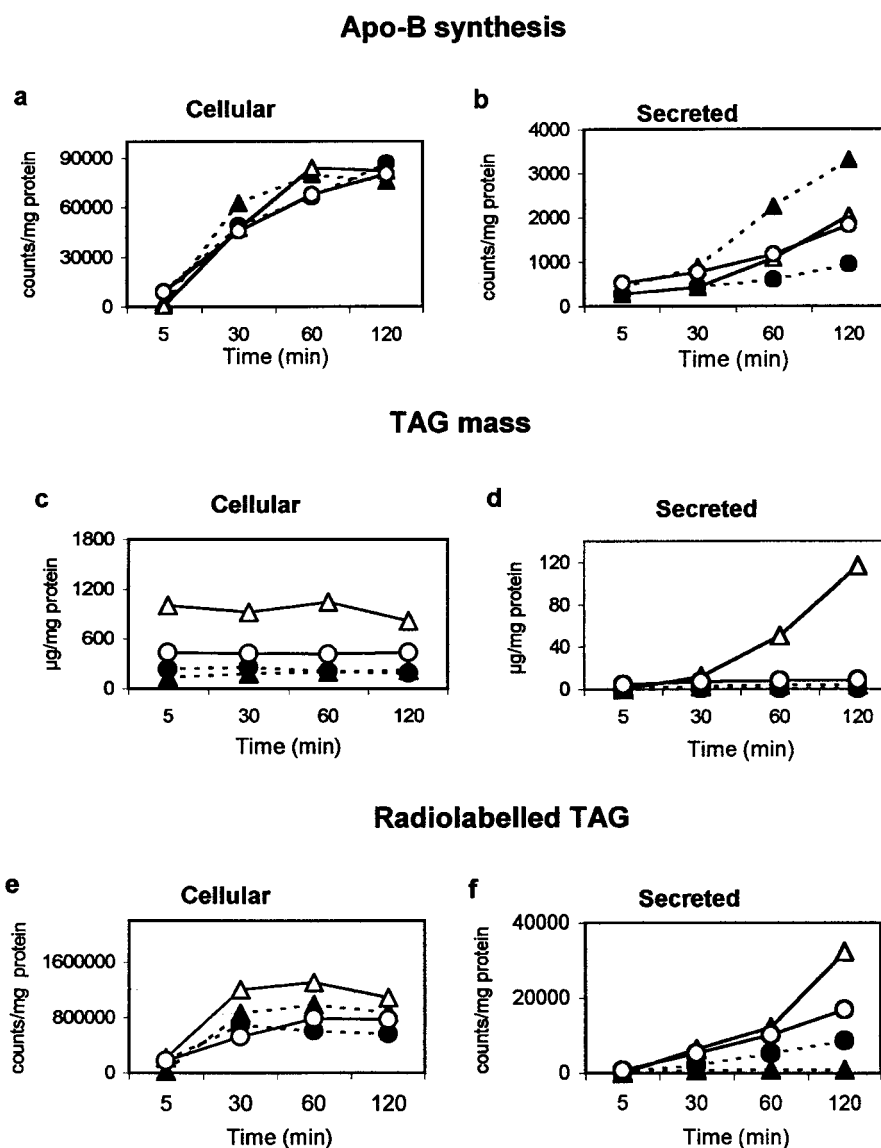 Apo-B synthesis
a
Cellular
counts/mg protein
90000
60000
30000
0
5 30 60 120
Time (min)
b
Secreted
counts/mg protein
4000
3000
2000
1000
0
5 30 60 120
Time (min)
TAG mass
c
Cellular
µg/mg protein
1800
1200
600
0
5 30 60 120
Time (min)
d
Secreted
µg/mg protein
120
80
40
0
5 30 60 120
Time (min)
Radiolabelled TAG
e
Cellular
counts/mg protein
1600000
800000
0
5 30 60 120
Time (min)
f
Secreted
counts/mg protein
40000
20000
0
5 30 60 120
Time (min)